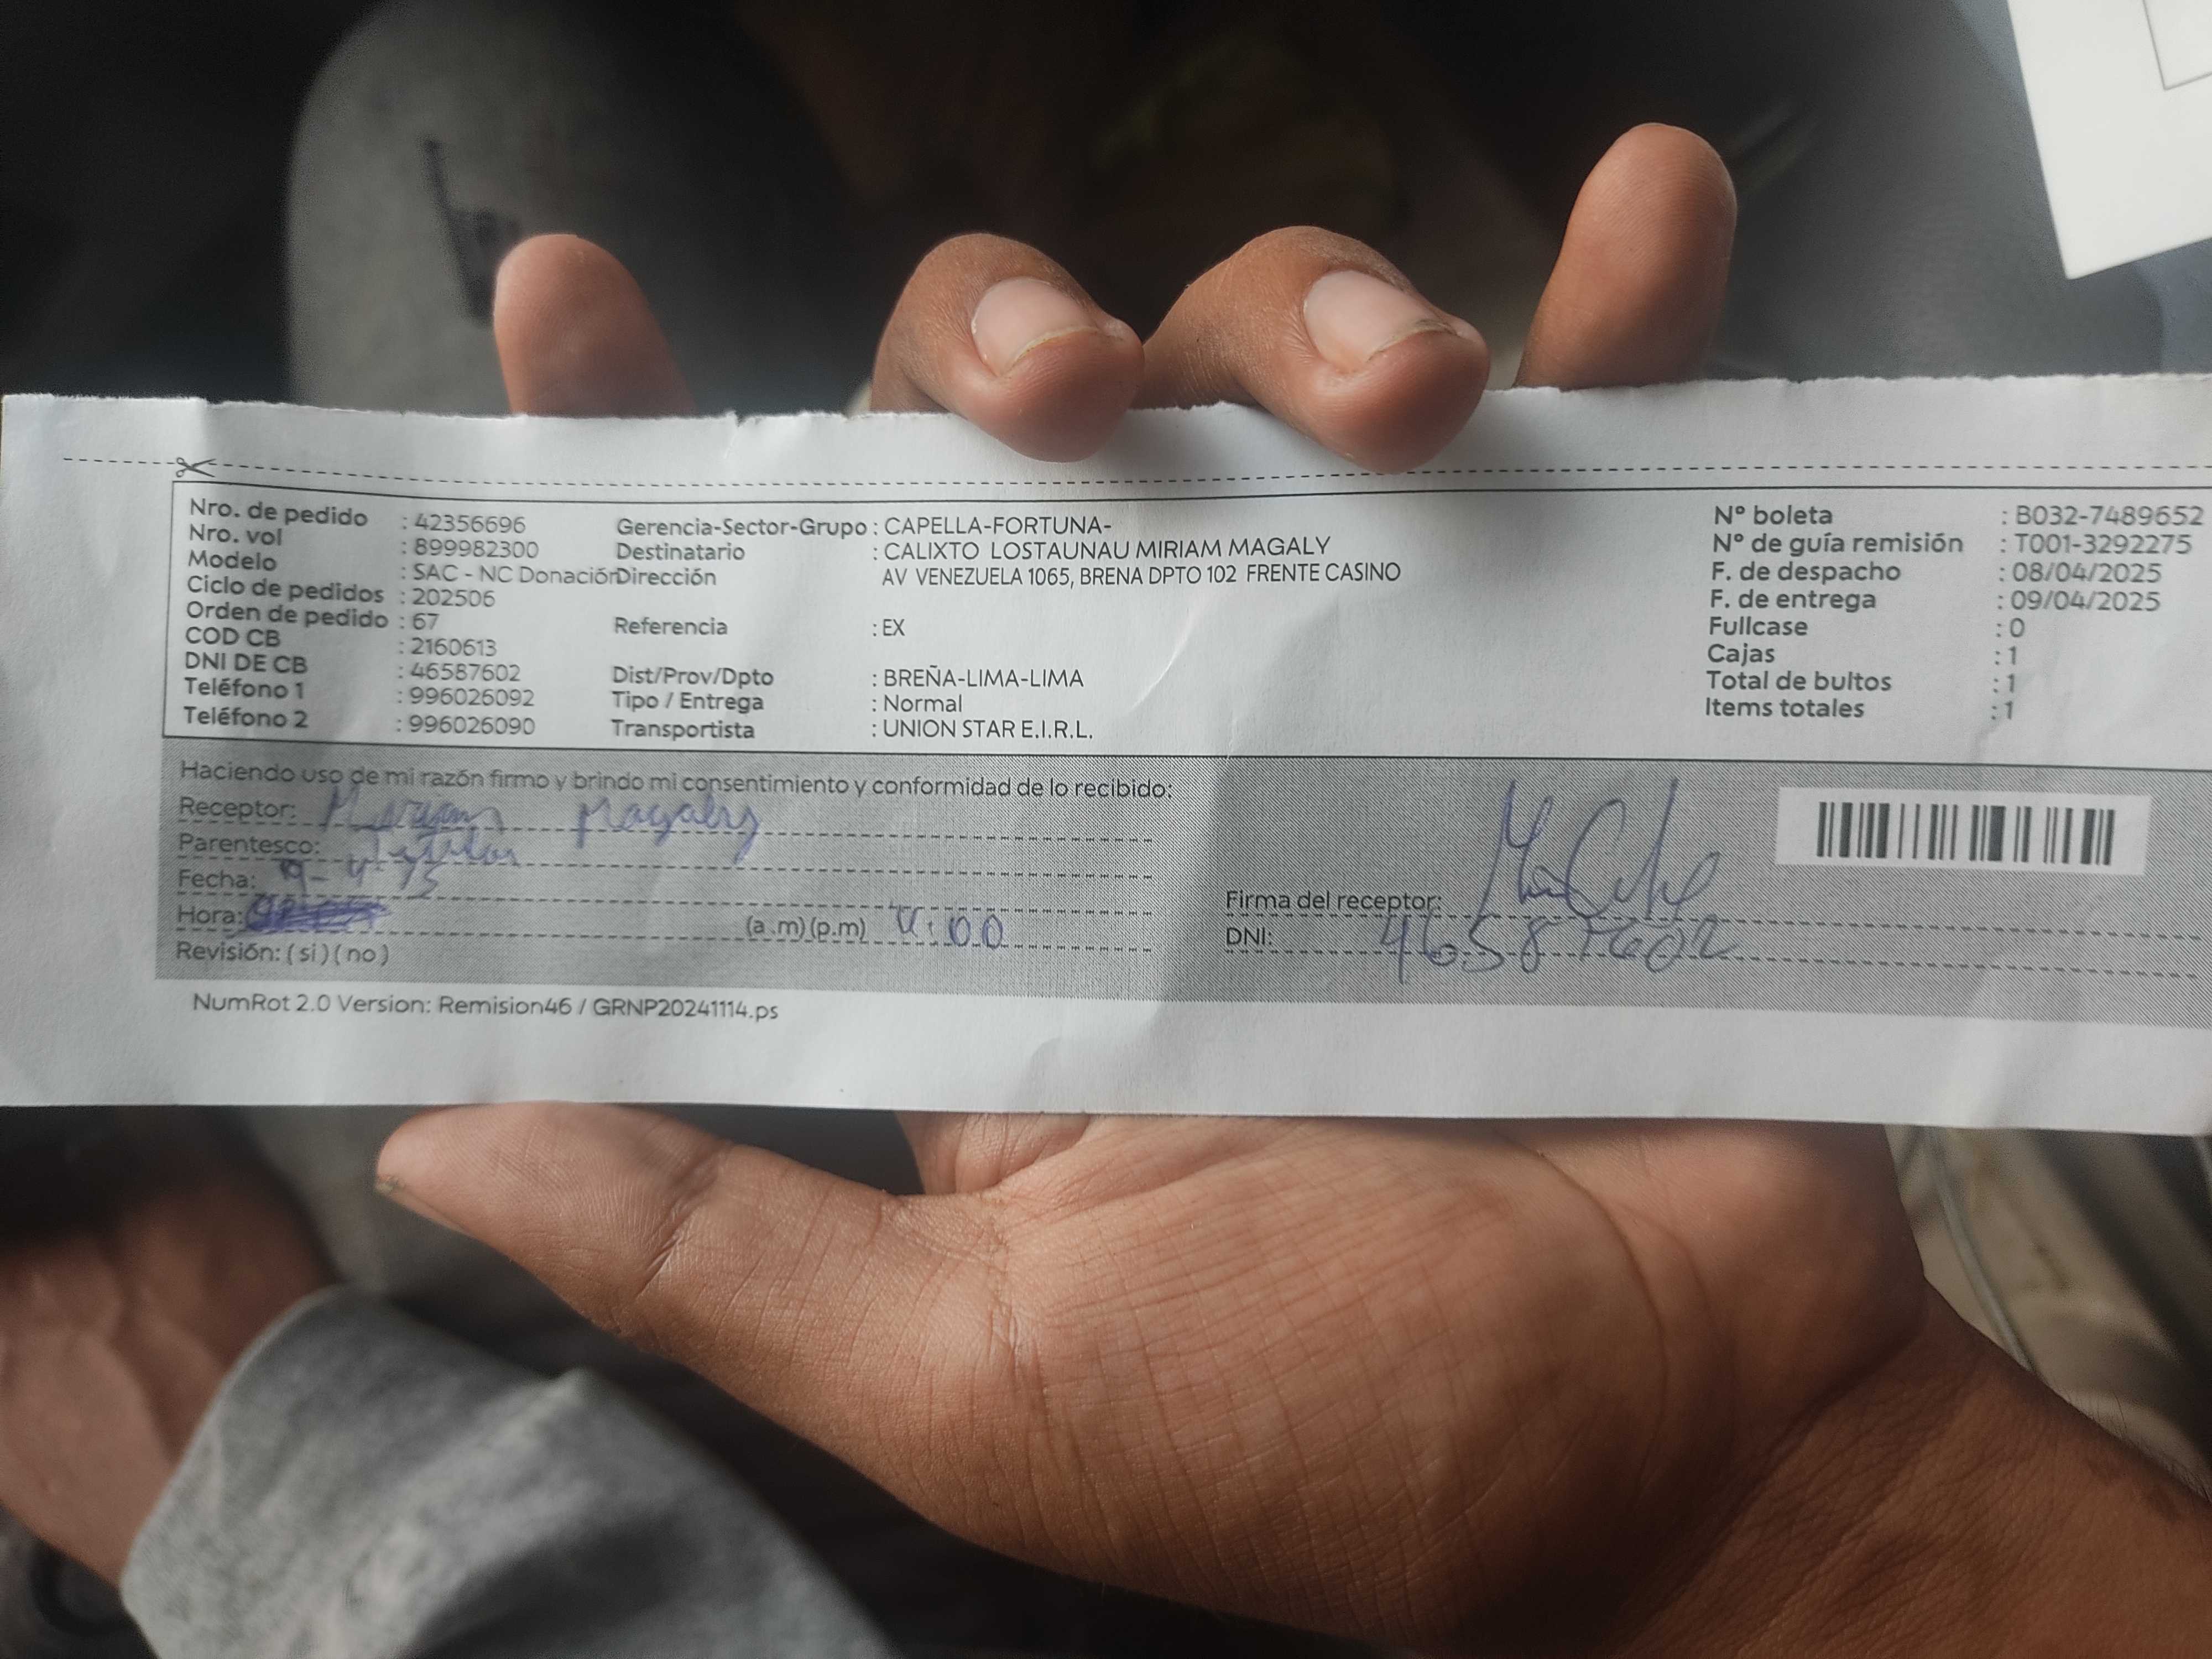 Nro. de pedido : 42356696
Nro. vol : 899982300
Modelo : SAC - NC Donación
Ciclo de pedidos : 202506
Orden de pedido : 67
COD CB : 2160613
DNI DE CB : 46587602
Teléfono 1 : 996026092
Teléfono 2 : 996026090
Gerencia-Sector-Grupo : CAPELLA-FORTUNA-
Destinatario : CALIXTO LOSTAUNAU MIRIAM MAGALY
Dirección AV VENEZUELA 1065, BRENA DPTO 102 FRENTE CASINO
Referencia : EX
Dist/Prov/Dpto : BREÑA-LIMA-LIMA
Tipo / Entrega : Normal
Transportista : UNION STAR E.I.R.L.
Nº boleta : B032-7489652
Nº de guía remisión : T001-3292275
F. de despacho : 08/04/2025
F. de entrega : 09/04/2025
Fullcase : 0
Cajas : 1
Total de bultos : 1
Items totales : 1
Haciendo uso de mi razón firmo y brindo mi consentimiento y conformidad de lo recibido:
Receptor: Magaly
Parentesco:
Fecha:
Hora: (a.m)(p.m)
Revisión: ( si ) ( no )
Firma del receptor:
DNI: 46587602
NumRot 2.0 Version: Remision46 / GRNP20241114.ps